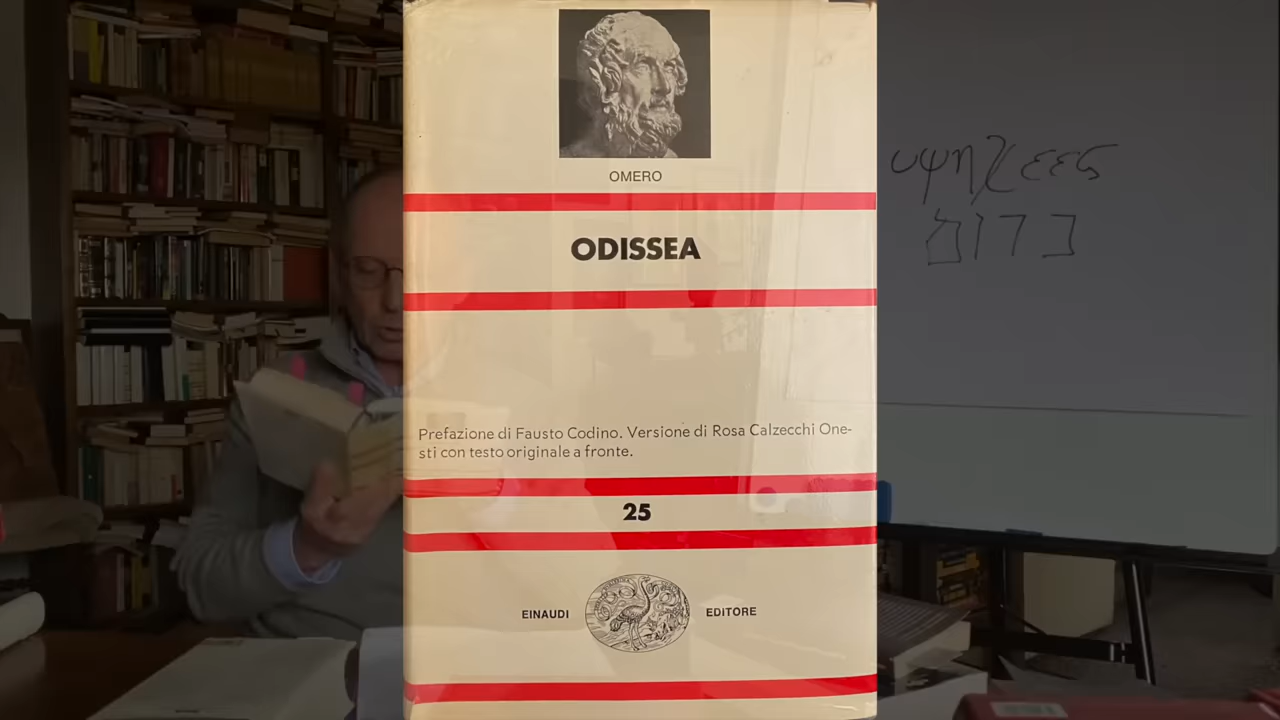 OMERO
ODISSEA
Prefazione di Fausto Codino. Versione di Rosa Calzecchi One-
sti con testo originale a fronte.
25
EINAUDI EDITORE
υψηχεες